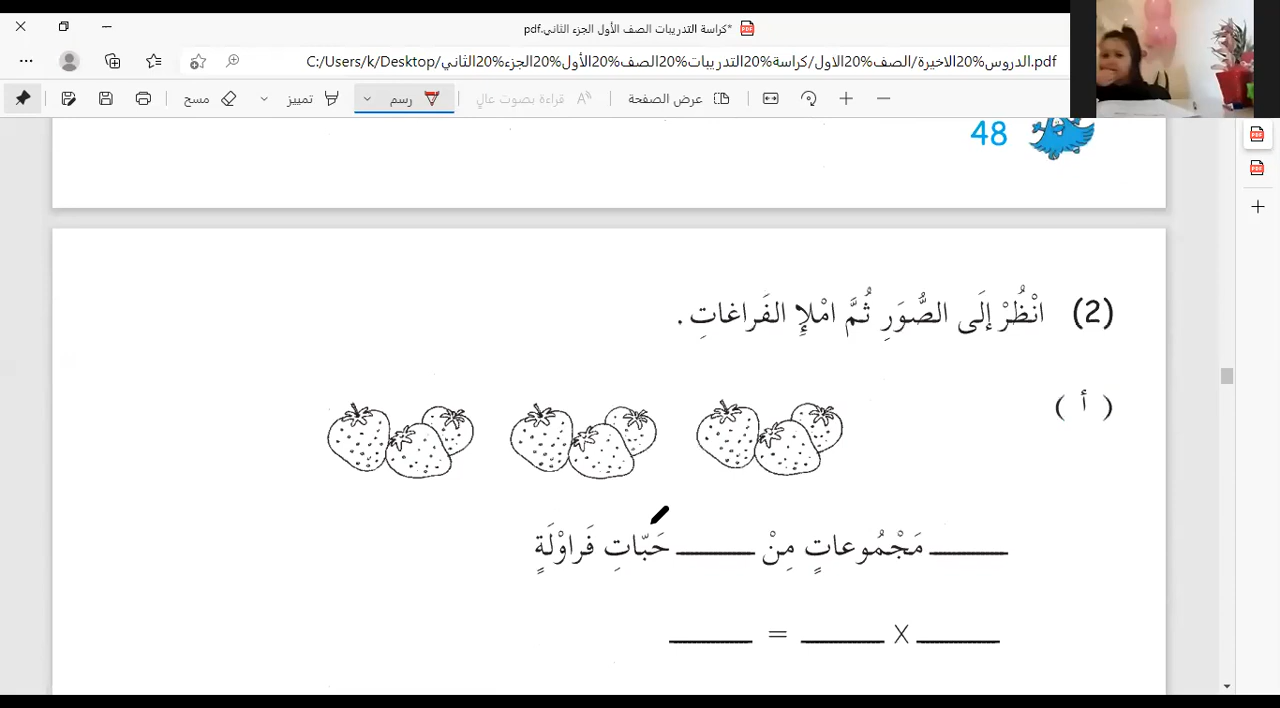 كراسة التدريبات الصف الأول الجزء الثاني.pdf*
C:/Users/k/Desktop/الدروس%20الاخيرة/الصف%20الاول/كراسة%20التدريبات%20الصف%20الأول%20الجزء%20الثاني.pdf
عرض الصفحة
قراءة بصوت عالٍ
رسم
تمييز
مسح
48
(2) انْظُرْ إلَى الصُّوَرِ ثُمَّ امْلإِ الفَراغاتِ .
( أ )
_____ مَجْمُوعاتٍ مِنْ _____ حَبّاتِ فَراوْلَةٍ
_____ X _____ = _____